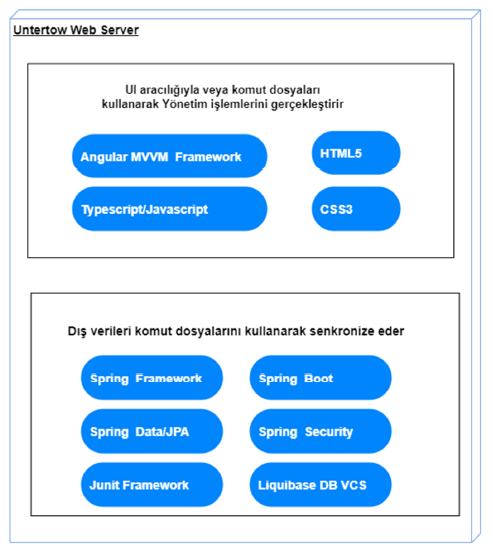 Untertow Web Server
UI aracılığıyla veya komut dosyaları
kullanarak Yönetim işlemlerini gerçekleştirir
Angular MVVM Framework
HTML5
Typescript/Javascript
CSS3
Dış verileri komut dosyalarını kullanarak senkronize eder
Spring Framework
Spring Boot
Spring Data/JPA
Spring Security
Junit Framework
Liquibase DB VCS